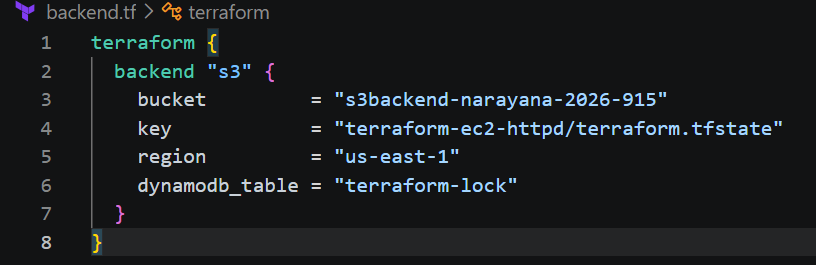 backend.tf > terraform
1 terraform {
2   backend "s3" {
3     bucket         = "s3backend-narayana-2026-915"
4     key            = "terraform-ec2-httpd/terraform.tfstate"
5     region         = "us-east-1"
6     dynamodb_table = "terraform-lock"
7   }
8 }